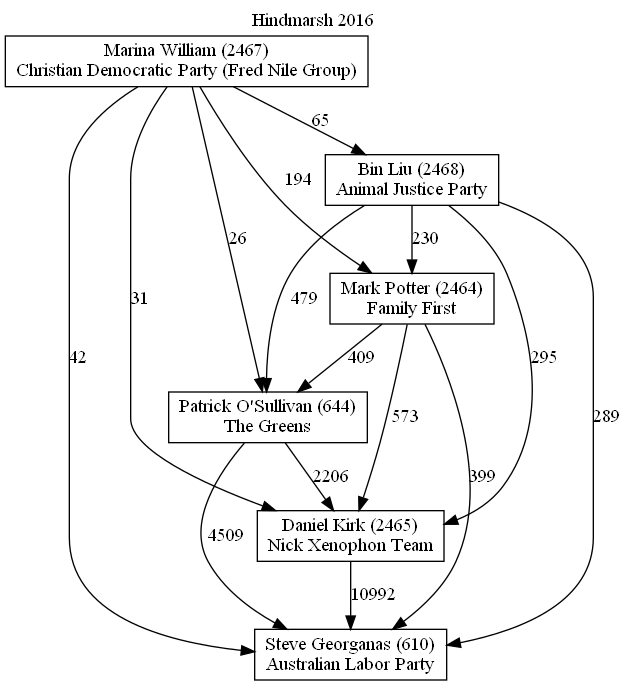 Hindmarsh 2016
Marina William (2467)
Christian Democratic Party (Fred Nile Group)
65
Bin Liu (2468)
Animal Justice Party
194
26
230
Mark Potter (2464)
Family First
31
479
295
42
409
Patrick O'Sullivan (644)
The Greens
573
289
2206
399
Daniel Kirk (2465)
Nick Xenophon Team
4509
10992
Steve Georganas (610)
Australian Labor Party